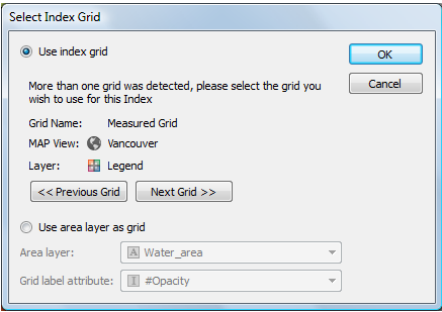 Select Index Grid
Use index grid
OK
More than one grid was detected, please select the grid you
wish to use for this Index
Cancel
Grid Name: Measured Grid
MAP View: Vancouver
Layer: Legend
<< Previous Grid Next Grid >>
Use area layer as grid
Area layer: A Water_area
Grid label attribute: I #Opacity